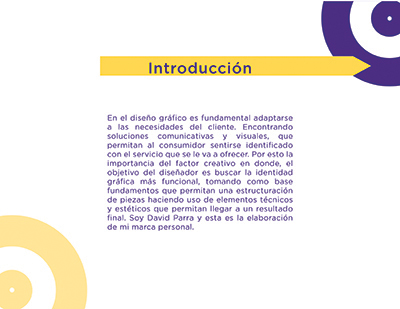 Introducción
En el diseño gráfico es fundamental adaptarse
a las necesidades del cliente. Encontrando
soluciones comunicativas y visuales, que
permitan al consumidor sentirse identificado
con el servicio que se le va a ofrecer. Por esto la
importancia del factor creativo en donde, el
objetivo del diseñador es buscar la identidad
gráfica más funcional, tomando como base
fundamentos que permitan una estructuración
de piezas haciendo uso de elementos técnicos
y estéticos que permitan llegar a un resultado
final. Soy David Parra y esta es la elaboración
de mi marca personal.